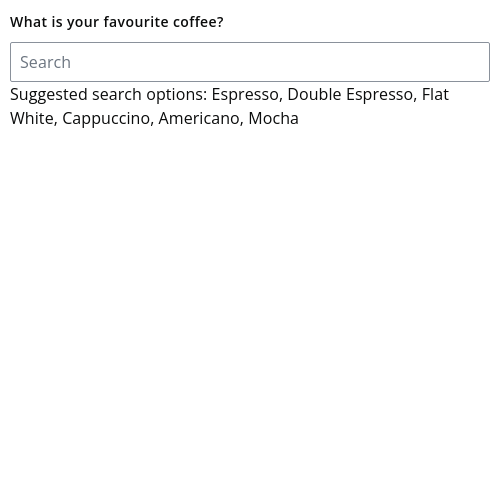 What is your favourite coffee?
Search
Suggested search options: Espresso, Double Espresso, Flat
White, Cappuccino, Americano, Mocha